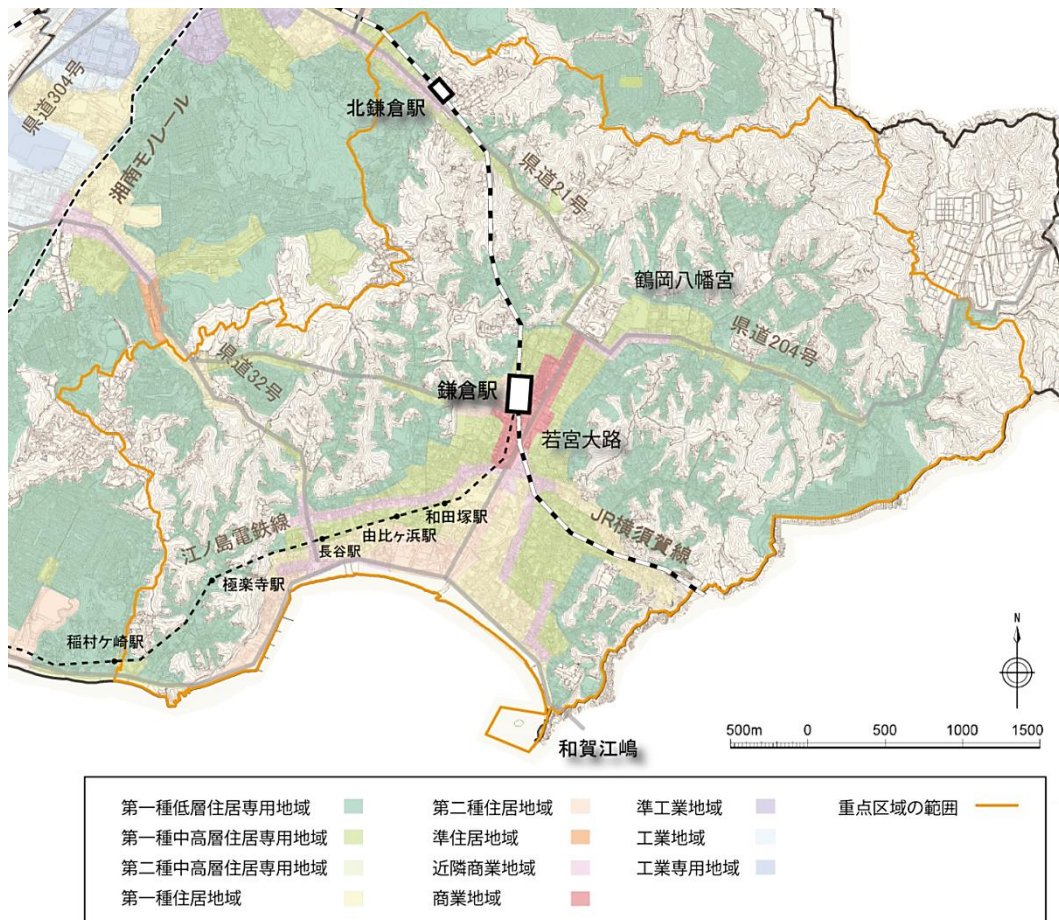 県道304号
湘南モノレール
北鎌倉駅
県道21号
鶴岡八幡宮
県道204号
県道32号
鎌倉駅
若宮大路
JR横須賀線
和田塚駅
由比ヶ浜駅
江ノ島電鉄線
長谷駅
極楽寺駅
稲村ケ崎駅
和賀江嶋
N
500m 0 500 1000 1500
第一種低層住居専用地域 第二種住居地域 準工業地域 重点区域の範囲
第一種中高層住居専用地域 準住居地域 工業地域
第二種中高層住居専用地域 近隣商業地域 工業専用地域
第一種住居地域 商業地域